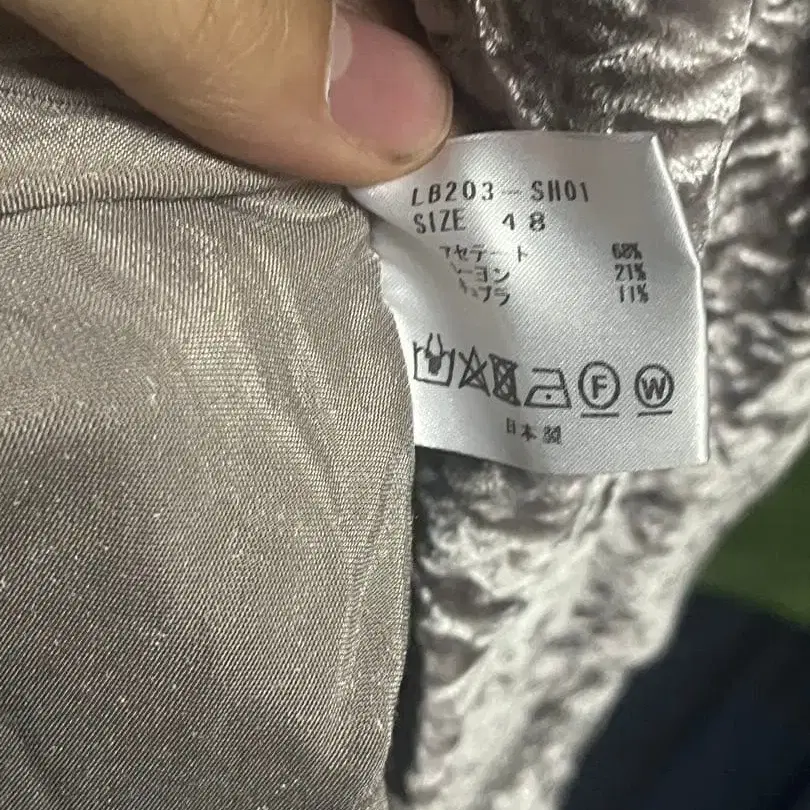 LB203-SH01
SIZE 48
アセテート 68%
レーヨン 21%
キュプラ 11%
F W
日本製